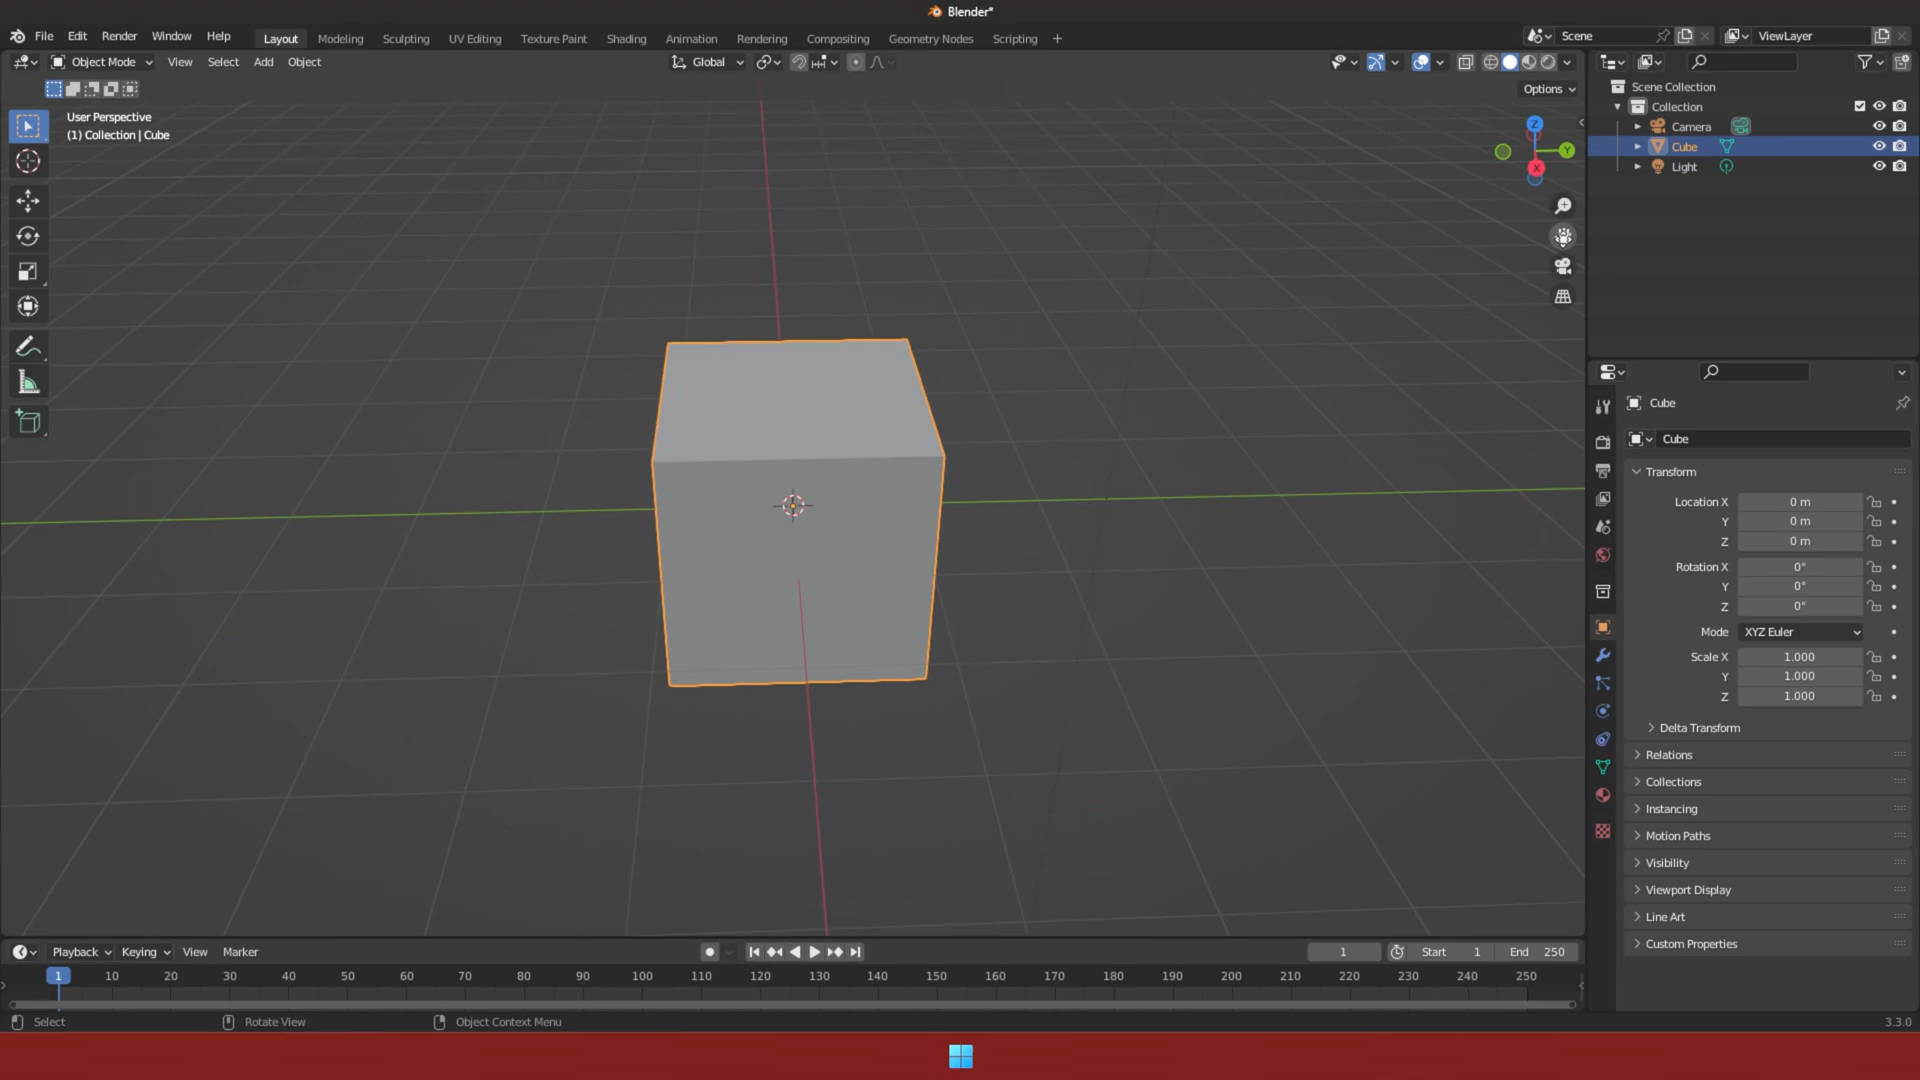 Blender*
File Edit Render Window Help Layout Modeling Sculpting UV Editing Texture Paint Shading Animation Rendering Compositing Geometry Nodes Scripting + Scene ViewLayer
Object Mode View Select Add Object Global
Options
User Perspective
(1) Collection | Cube
Z
Y
X
Scene Collection
Collection
Camera
Cube
Light
Cube
Cube
Transform
Location X 0 m
Y 0 m
Z 0 m
Rotation X 0°
Y 0°
Z 0°
Mode XYZ Euler
Scale X 1.000
Y 1.000
Z 1.000
Delta Transform
Relations
Collections
Instancing
Motion Paths
Visibility
Viewport Display
Line Art
Custom Properties
Playback Keying View Marker 1 Start 1 End 250
1 10 20 30 40 50 60 70 80 90 100 110 120 130 140 150 160 170 180 190 200 210 220 230 240 250
Select Rotate View Object Context Menu 3.3.0